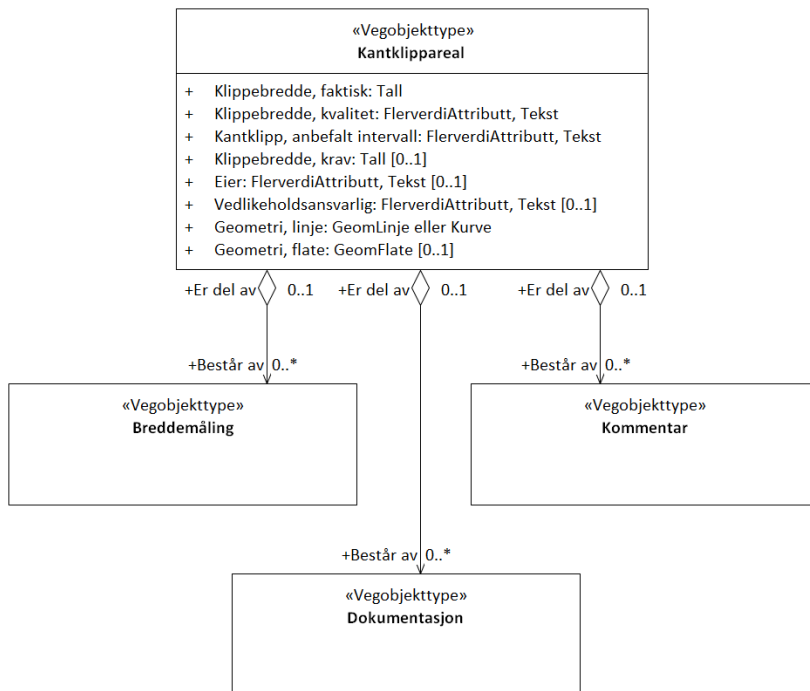 «Vegobjekttype»
Kantklippareal
+ Klippebredde, faktisk: Tall
+ Klippebredde, kvalitet: FlerverdiAttributt, Tekst
+ Kantklipp, anbefalt intervall: FlerverdiAttributt, Tekst
+ Klippebredde, krav: Tall [0..1]
+ Eier: FlerverdiAttributt, Tekst [0..1]
+ Vedlikeholdsansvarlig: FlerverdiAttributt, Tekst [0..1]
+ Geometri, linje: GeomLinje eller Kurve
+ Geometri, flate: GeomFlate [0..1]
+Er del av 0..1 +Er del av 0..1 +Er del av 0..1
+Består av 0..* +Består av 0..*
«Vegobjekttype» «Vegobjekttype»
Breddemåling Kommentar
+Består av 0..*
«Vegobjekttype»
Dokumentasjon